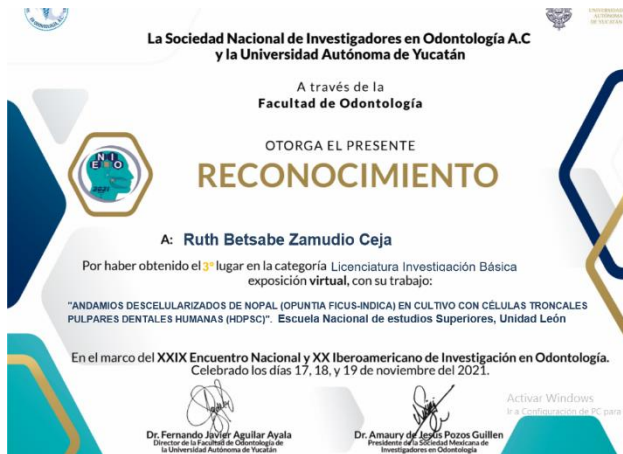 UNIVERSIDAD
AUTÓNOMA
DE YUCATÁN
La Sociedad Nacional de Investigadores en Odontología A.C
y la Universidad Autónoma de Yucatán
A través de la
Facultad de Odontología
OTORGA EL PRESENTE
RECONOCIMIENTO
A: Ruth Betsabe Zamudio Ceja
Por haber obtenido el 3° lugar en la categoría Licenciatura Investigación Básica
exposición virtual, con su trabajo:
"ANDAMIOS DESCELULARIZADOS DE NOPAL (OPUNTIA FICUS-INDICA) EN CULTIVO CON CÉLULAS TRONCALES
PULPARES DENTALES HUMANAS (HDPSC)". Escuela Nacional de estudios Superiores, Unidad León
En el marco del XXIX Encuentro Nacional y XX Iberoamericano de Investigación en Odontología.
Celebrado los días 17, 18, y 19 de noviembre del 2021.
Activar Windows
Ir a Configuración de PC para
Dr. Fernando Javier Aguilar Ayala
Director de la Facultad de Odontología de
la Universidad Autónoma de Yucatán
Dr. Amaury de Jesús Pozos Guillen
Presidente de la Sociedad Mexicana de
Investigadores en Odontología